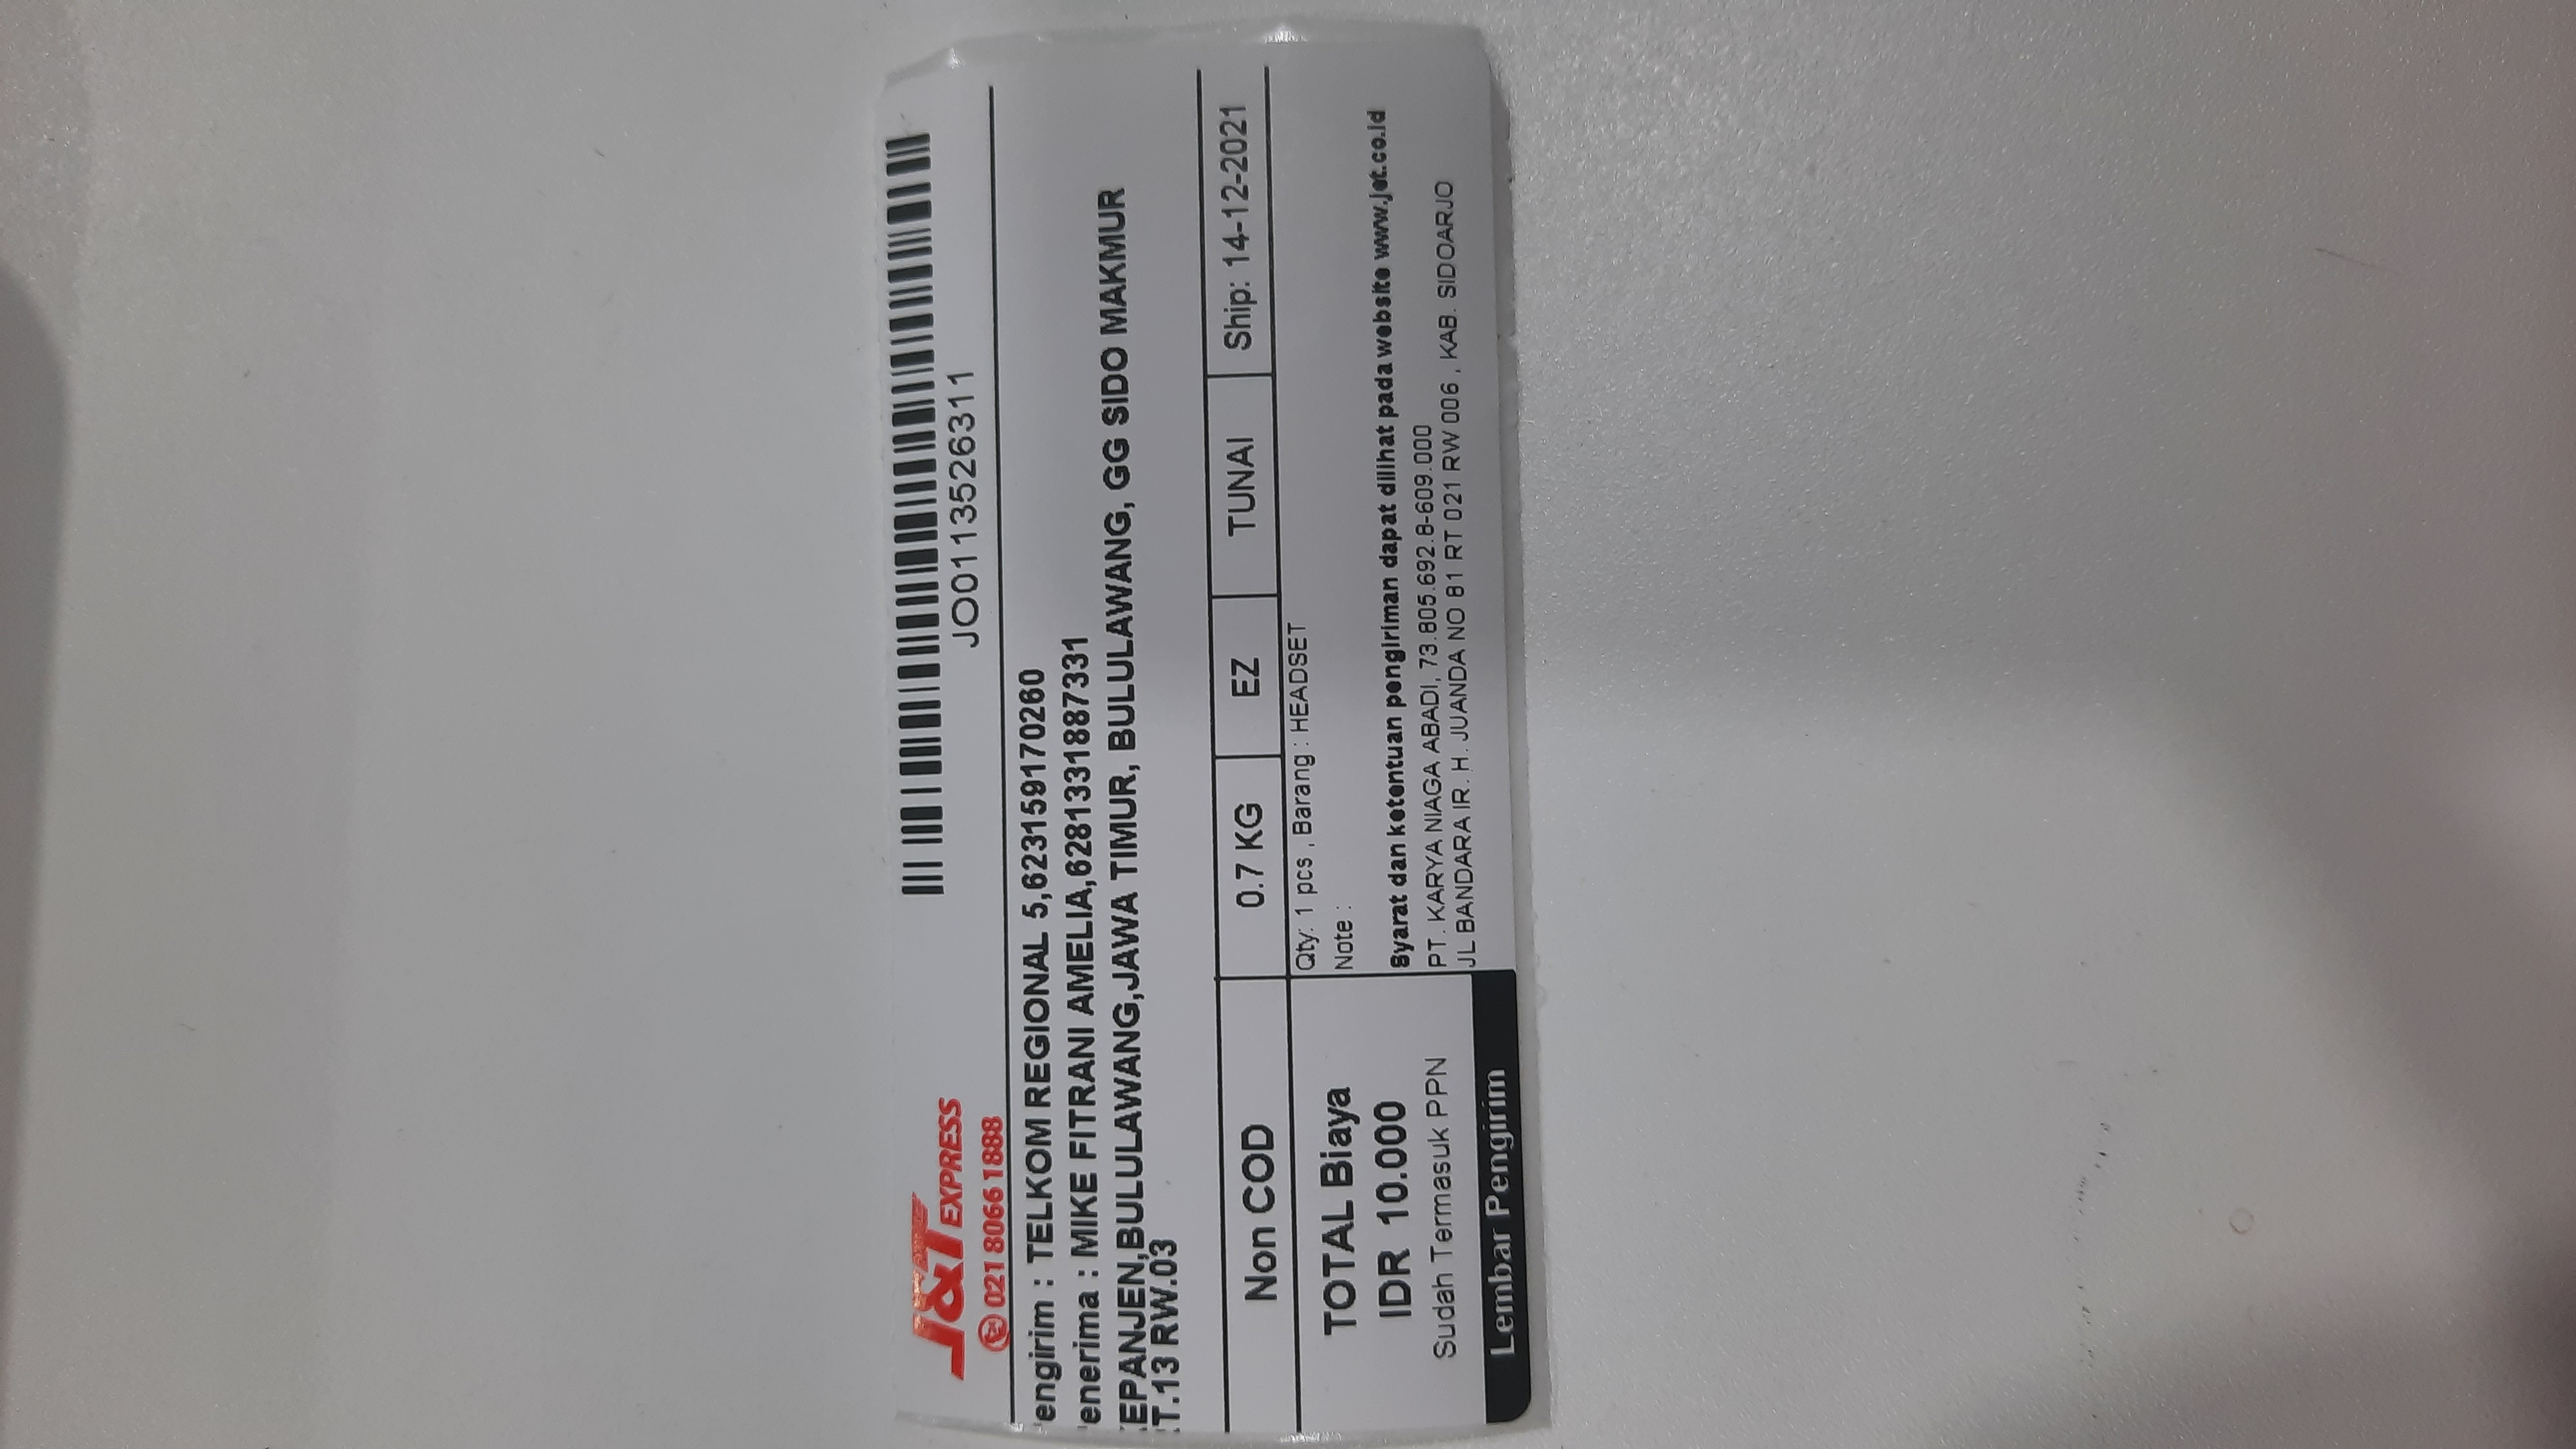 J&T EXPRESS
021 8066 1888
JO0113526311
engirim : TELKOM REGIONAL 5,623159170260
enerima : MIKE FITRANI AMELIA,6281331887331
EPANJEN,BULULAWANG,JAWA TIMUR, BULULAWANG, GG SIDO MAKMUR
T.13 RW.03
Non COD 0.7 KG EZ TUNAI Ship: 14-12-2021
TOTAL Biaya
IDR 10.000
Sudah Termasuk PPN
Lembar Pengirim
Qty: 1 pcs , Barang : HEADSET
Note :
Syarat dan ketentuan pengiriman dapat dilihat pada website www.jet.co.id
PT. KARYA NIAGA ABADI, 73.805.692.8-609.000
JL BANDARA IR. H. JUANDA NO 81 RT 021 RW 006 , KAB. SIDOARJO